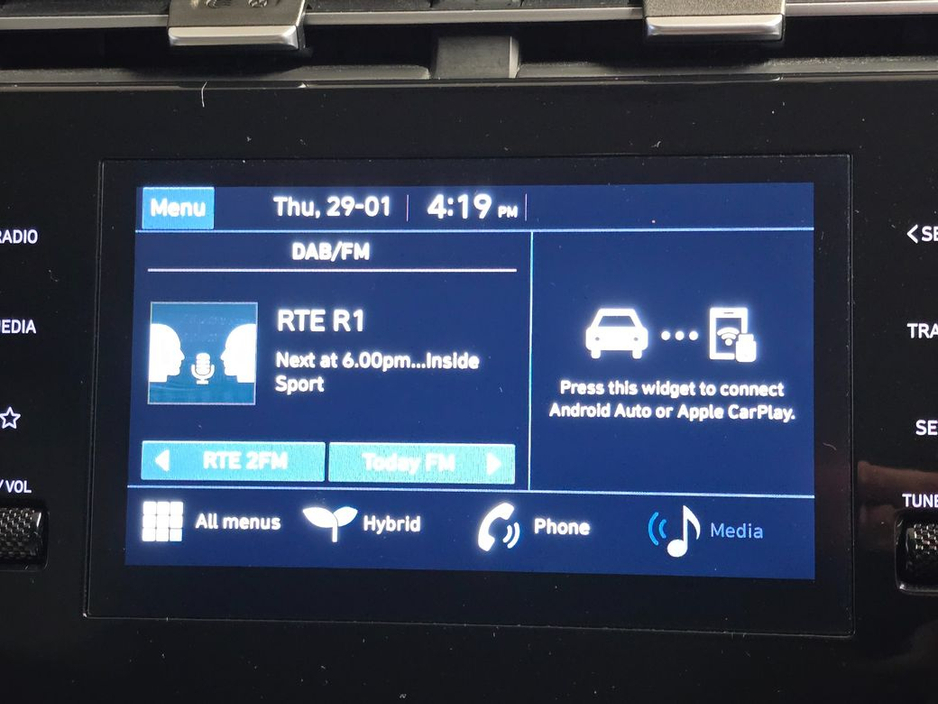 Menu
Thu, 29-01
4:19 PM
DAB/FM
RTE R1
Next at 6.00pm...Inside
Sport
RTE 2FM
Today FM
Press this widget to connect
Android Auto or Apple CarPlay.
All menus
Hybrid
Phone
Media
RADIO
MEDIA
/VOL
<SE
TRA
SE
TUNE